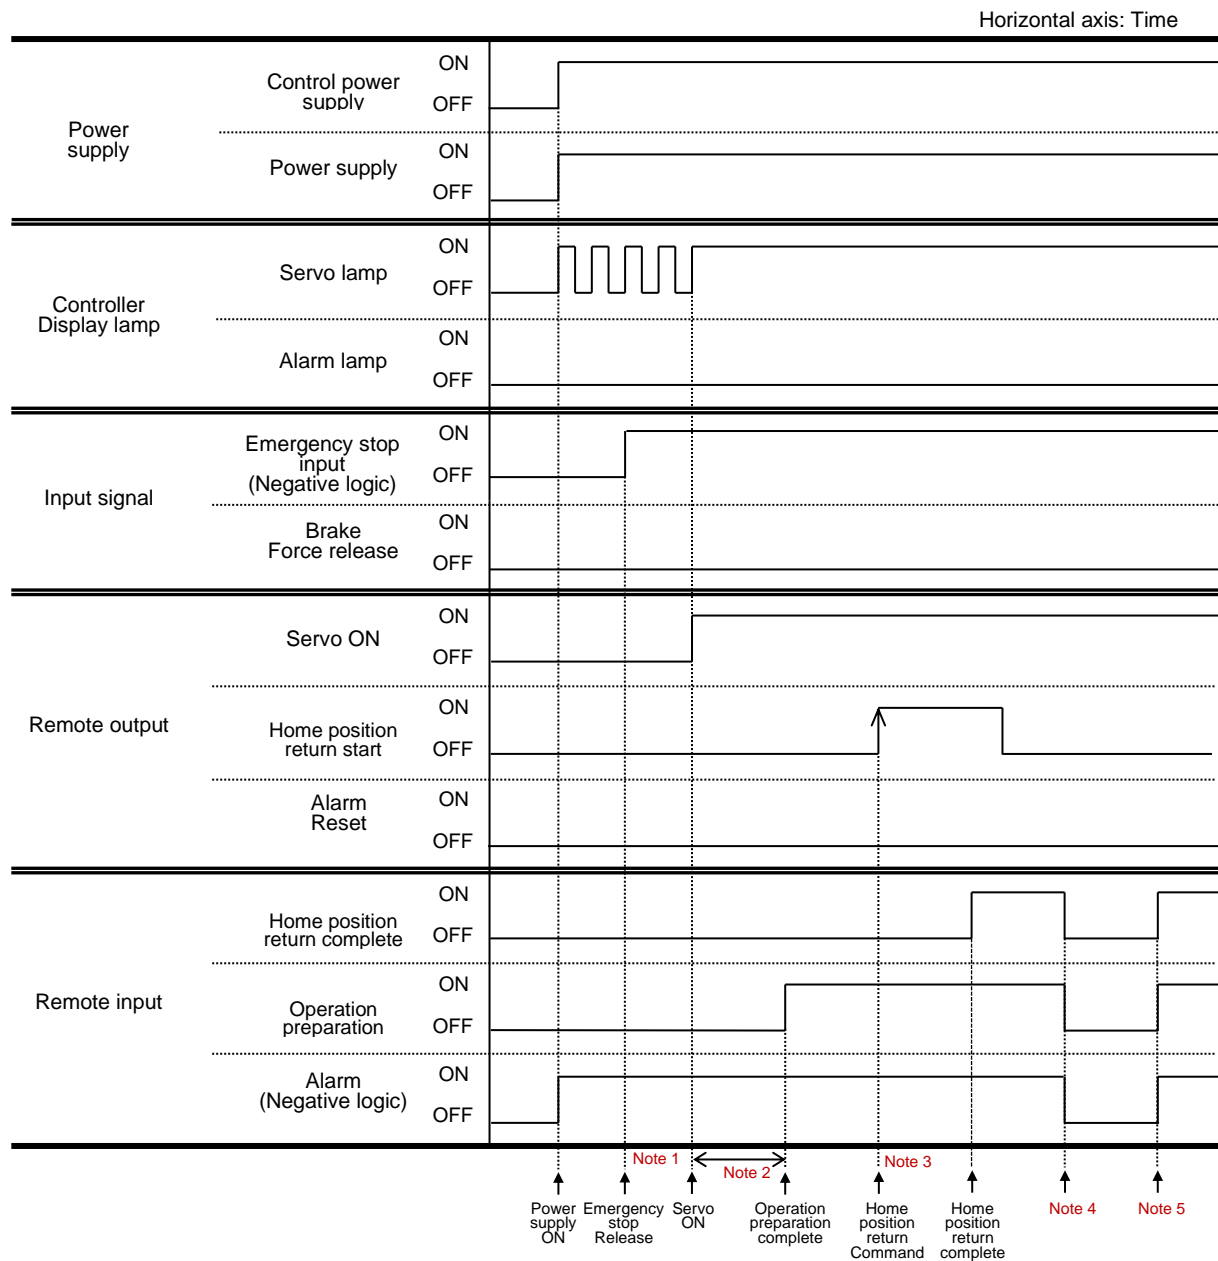 Horizontal axis: Time
Power
supply
Control power
supply
ON
OFF
Power supply
ON
OFF
Controller
Display lamp
Servo lamp
ON
OFF
Alarm lamp
ON
OFF
Input signal
Emergency stop
input
(Negative logic)
ON
OFF
Brake
Force release
ON
OFF
Remote output
Servo ON
ON
OFF
Home position
return start
ON
OFF
Alarm
Reset
ON
OFF
Remote input
Home position
return complete
ON
OFF
Operation
preparation
ON
OFF
Alarm
(Negative logic)
ON
OFF
Note 1
Note 2
Note 3
Power
supply
ON
Emergency
stop
Release
Servo
ON
Operation
preparation
complete
Home
position
return
Command
Home
position
return
complete
Note 4
Note 5